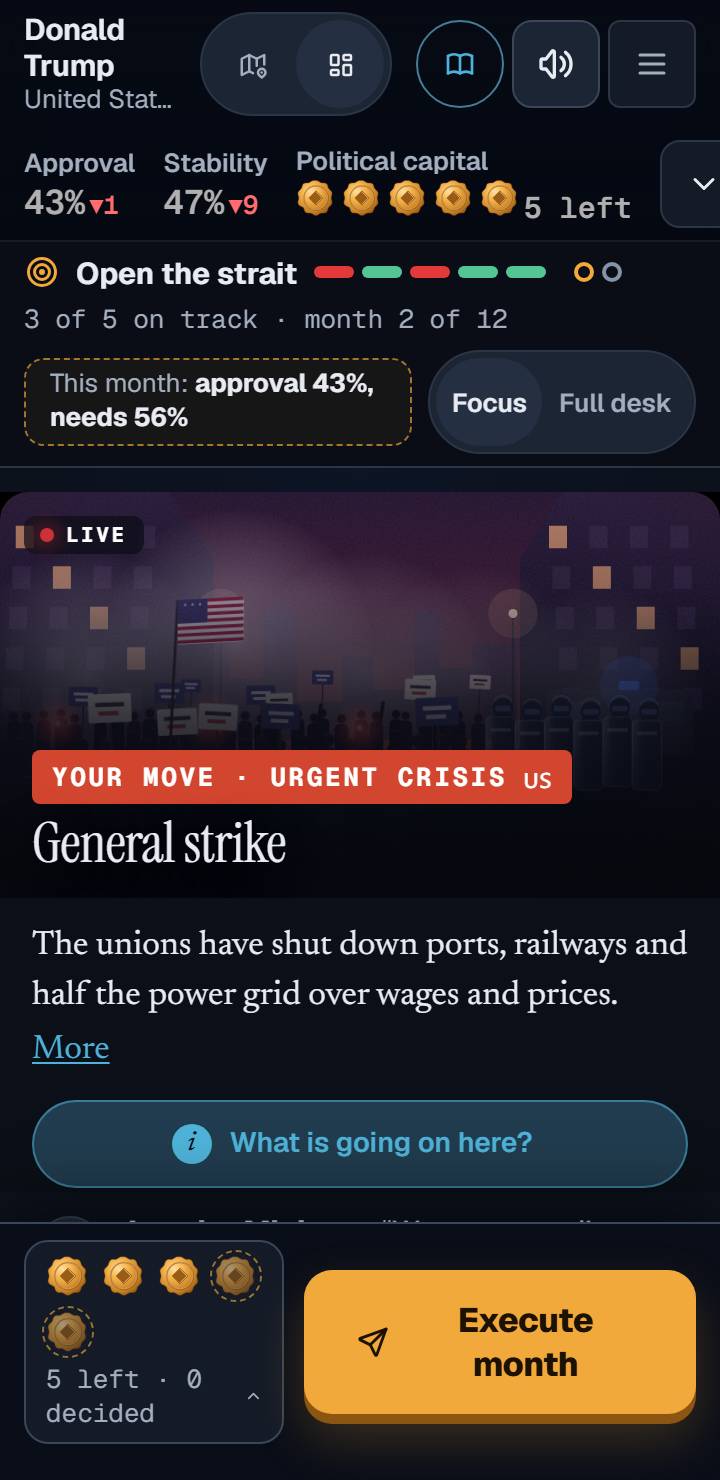 Donald
Trump
United Stat…
Approval
43%▼1
Stability
47%▼9
Political capital
5 left
Open the strait
3 of 5 on track · month 2 of 12
This month: approval 43%,
needs 56%
Focus
Full desk
LIVE
YOUR MOVE · URGENT CRISIS US
General strike
The unions have shut down ports, railways and
half the power grid over wages and prices.
More
What is going on here?
5 left · 0
decided
Execute
month